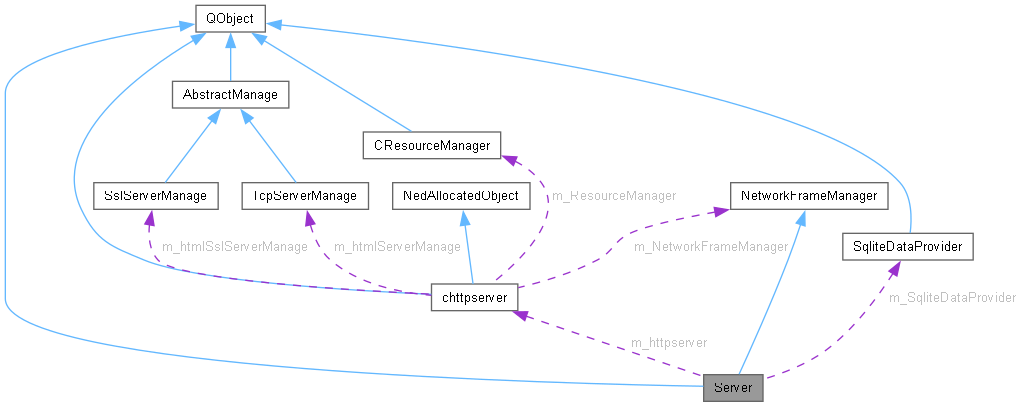 QObject
AbstractManage
CResourceManager
SslServerManage
TcpServerManage
NedAllocatedObject
m_ResourceManager
NetworkFrameManager
m_htmlSslServerManage
m_htmlServerManage
m_NetworkFrameManager
SqliteDataProvider
chttpserver
m_SqliteDataProvider
m_httpserver
Server